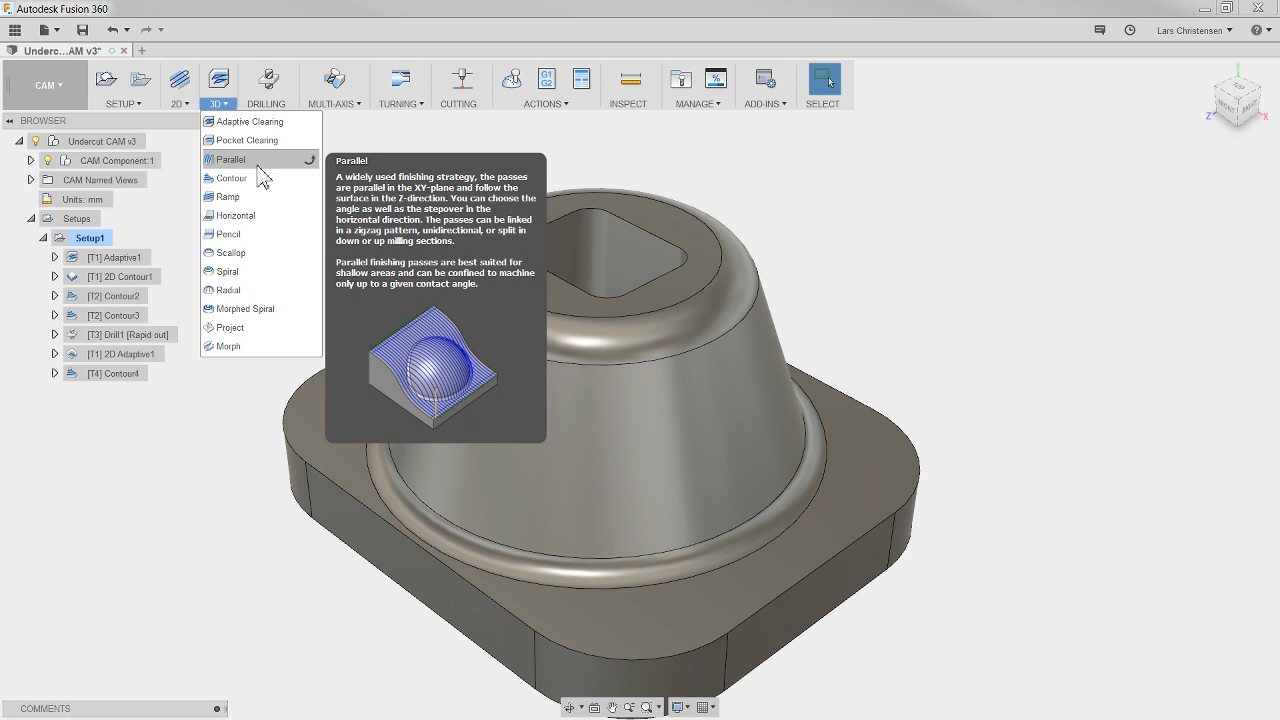 Autodesk Fusion 360
Lars Christensen
Underc...AM v3*
CAM
SETUP
2D
3D
DRILLING
MULTI-AXIS
TURNING
CUTTING
G1
G2
ACTIONS
INSPECT
MANAGE
ADD-INS
SELECT
BROWSER
Undercut CAM v3
CAM Component:1
CAM Named Views
Units: mm
Setups
Setup1
[T1] Adaptive1
[T1] 2D Contour1
[T2] Contour2
[T2] Contour3
[T3] Drill1 [Rapid out]
[T1] 2D Adaptive1
[T4] Contour4
Adaptive Clearing
Pocket Clearing
Parallel
Contour
Ramp
Horizontal
Pencil
Scallop
Spiral
Radial
Morphed Spiral
Project
Morph
Parallel
A widely used finishing strategy, the passes
are parallel in the XY-plane and follow the
surface in the Z-direction. You can choose the
angle as well as the stepover in the
horizontal direction. The passes can be linked
in a zigzag pattern, unidirectional, or split in
down or up milling sections.
Parallel finishing passes are best suited for
shallow areas and can be confined to machine
only up to a given contact angle.
Y
Z
X
FRONT
RIGHT
COMMENTS